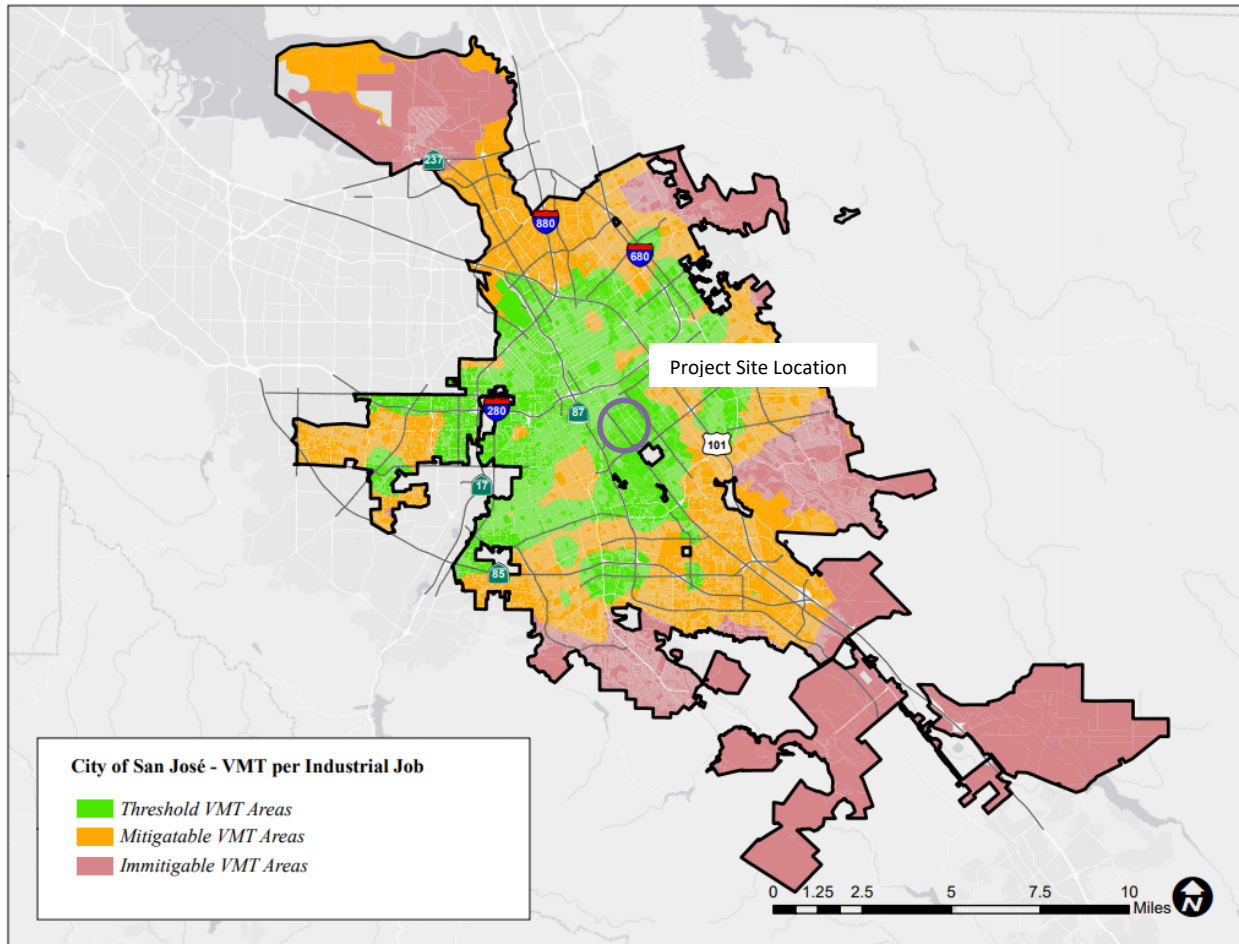 237
880
680
Project Site Location
280
87
101
17
85
City of San José - VMT per Industrial Job
Threshold VMT Areas
Mitigatable VMT Areas
Immitigable VMT Areas
0 1.25 2.5 5 7.5 10
Miles
N